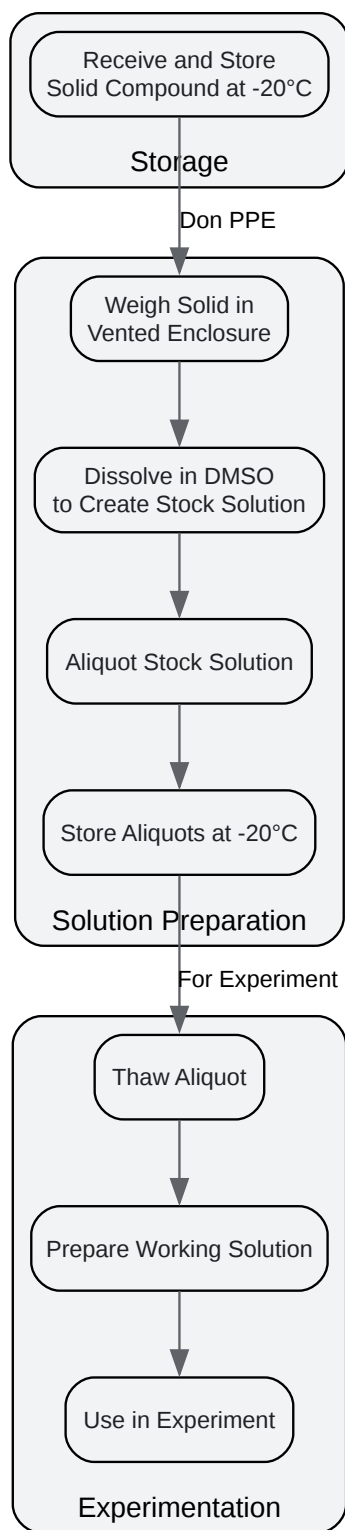 Receive and Store
Solid Compound at -20°C
Storage
Don PPE
Weigh Solid in
Vented Enclosure
Dissolve in DMSO
to Create Stock Solution
Aliquot Stock Solution
Store Aliquots at -20°C
Solution Preparation
For Experiment
Thaw Aliquot
Prepare Working Solution
Use in Experiment
Experimentation